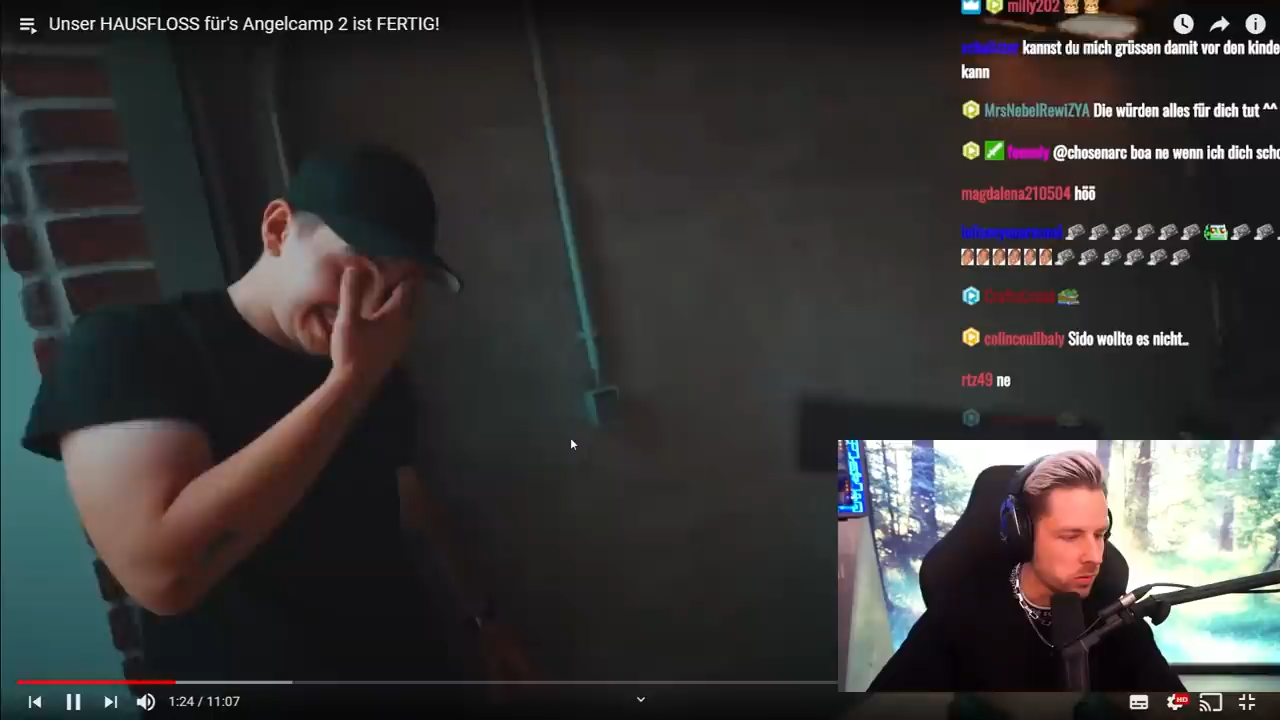 Unser HAUSFLOSS für's Angelcamp 2 ist FERTIG!
milly202
kannst du mich grüssen damit vor den kinde
kann
MrsNebelRewiZYA Die würden alles für dich tut ^^
@chosenarc boa ne wenn ich dich scho
magdalena210504 höö
colincoulibaly Sido wollte es nicht..
rtz49 ne
1:24 / 11:07
HD